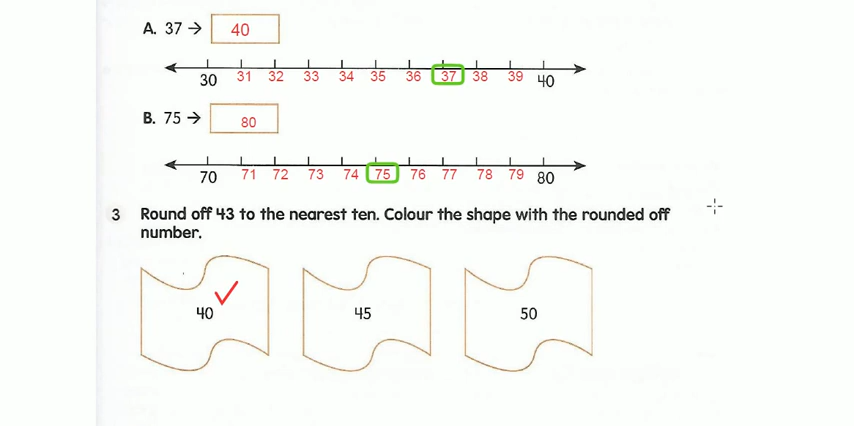 A. 37 → 40
30 31 32 33 34 35 36 37 38 39 40
B. 75 → 80
70 71 72 73 74 75 76 77 78 79 80
3 Round off 43 to the nearest ten. Colour the shape with the rounded off
number.
40 45 50